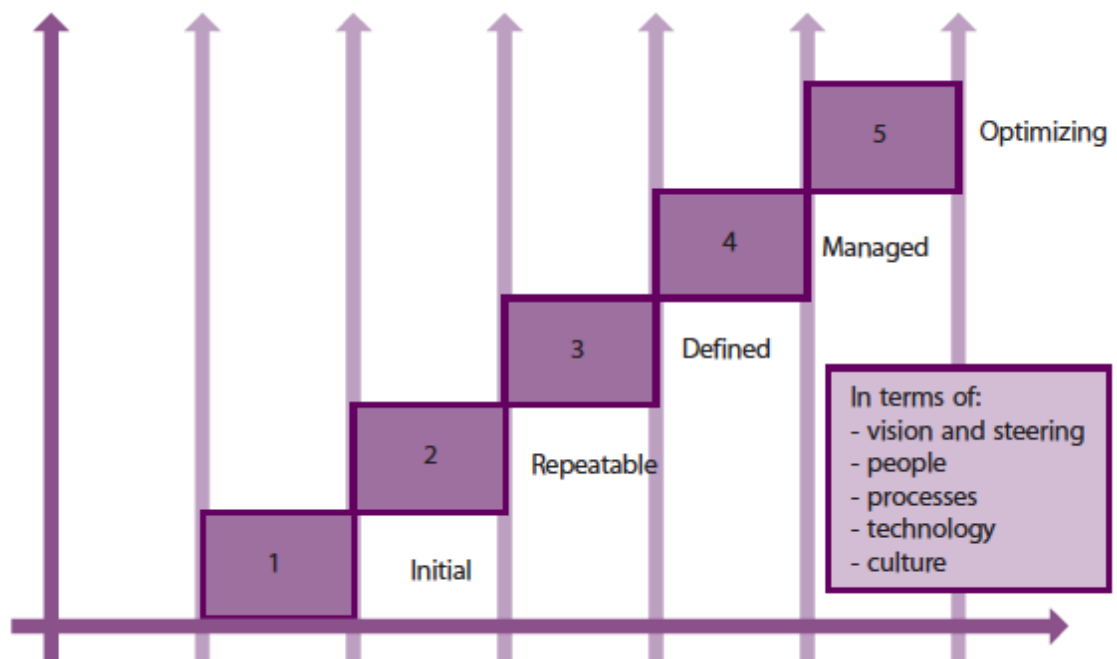 5
Optimizing
4
Managed
3
Defined
2
Repeatable
1
Initial
In terms of:
- vision and steering
- people
- processes
- technology
- culture